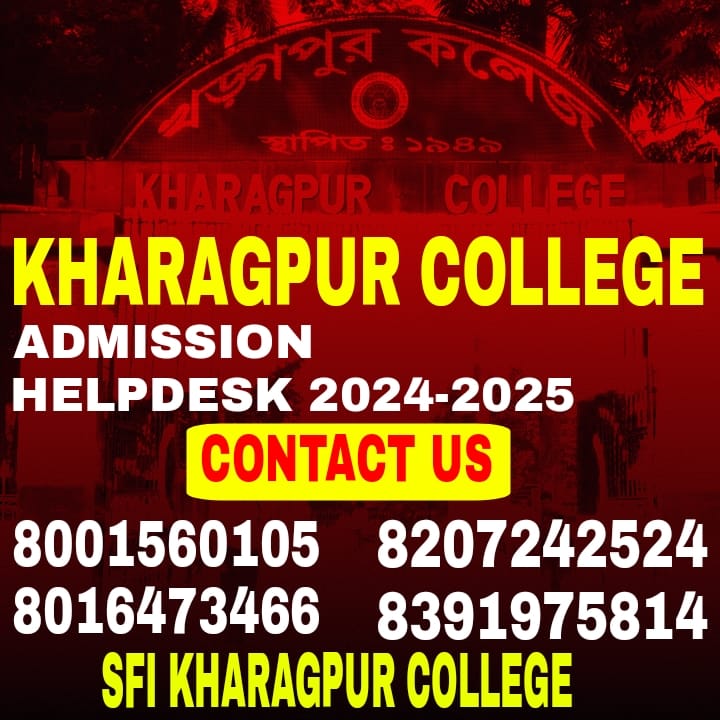 খড়্গপুর কলেজ
স্থাপিত : ১৯৪৯
KHARAGPUR COLLEGE
KHARAGPUR COLLEGE
ADMISSION
HELPDESK 2024-2025
CONTACT US
8001560105 8207242524
8016473466 8391975814
SFI KHARAGPUR COLLEGE